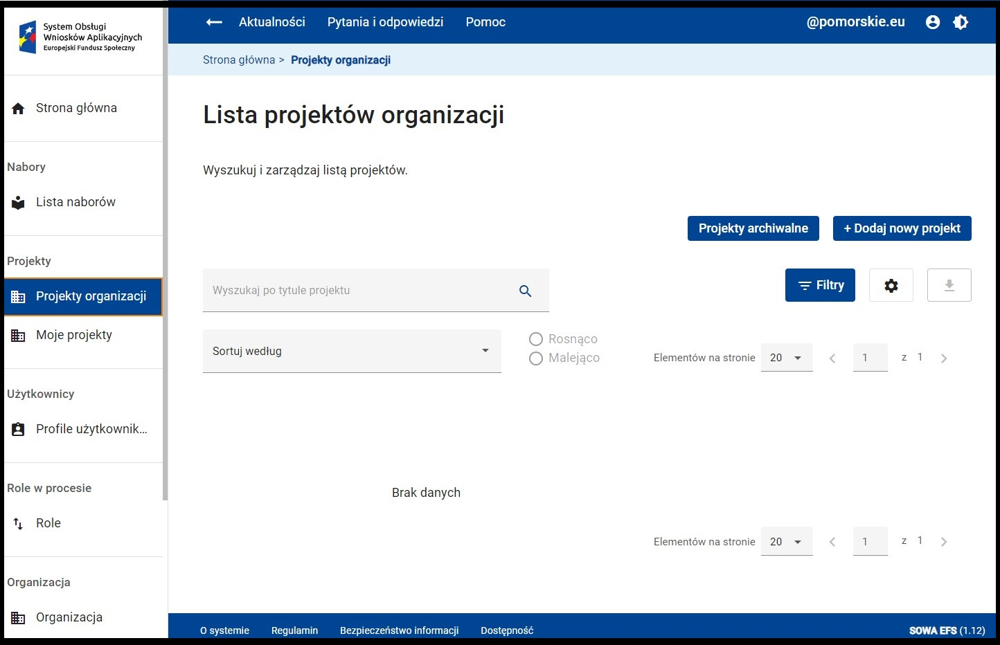 System Obsługi
Wniosków Aplikacyjnych
Europejski Fundusz Społeczny
Aktualności
Pytania i odpowiedzi
Pomoc
@pomorskie.eu
Strona główna > Projekty organizacji
Strona główna
Nabory
Lista naborów
Projekty
Projekty organizacji
Moje projekty
Użytkownicy
Profile użytkownik...
Role w procesie
Role
Organizacja
Organizacja
Lista projektów organizacji
Wyszukuj i zarządzaj listą projektów.
Projekty archiwalne
+ Dodaj nowy projekt
Wyszukaj po tytule projektu
Filtry
Sortuj według
Rosnąco
Malejąco
Elementów na stronie 20 1 z 1
Brak danych
Elementów na stronie 20 1 z 1
O systemie
Regulamin
Bezpieczeństwo informacji
Dostępność
SOWA EFS (1.12)